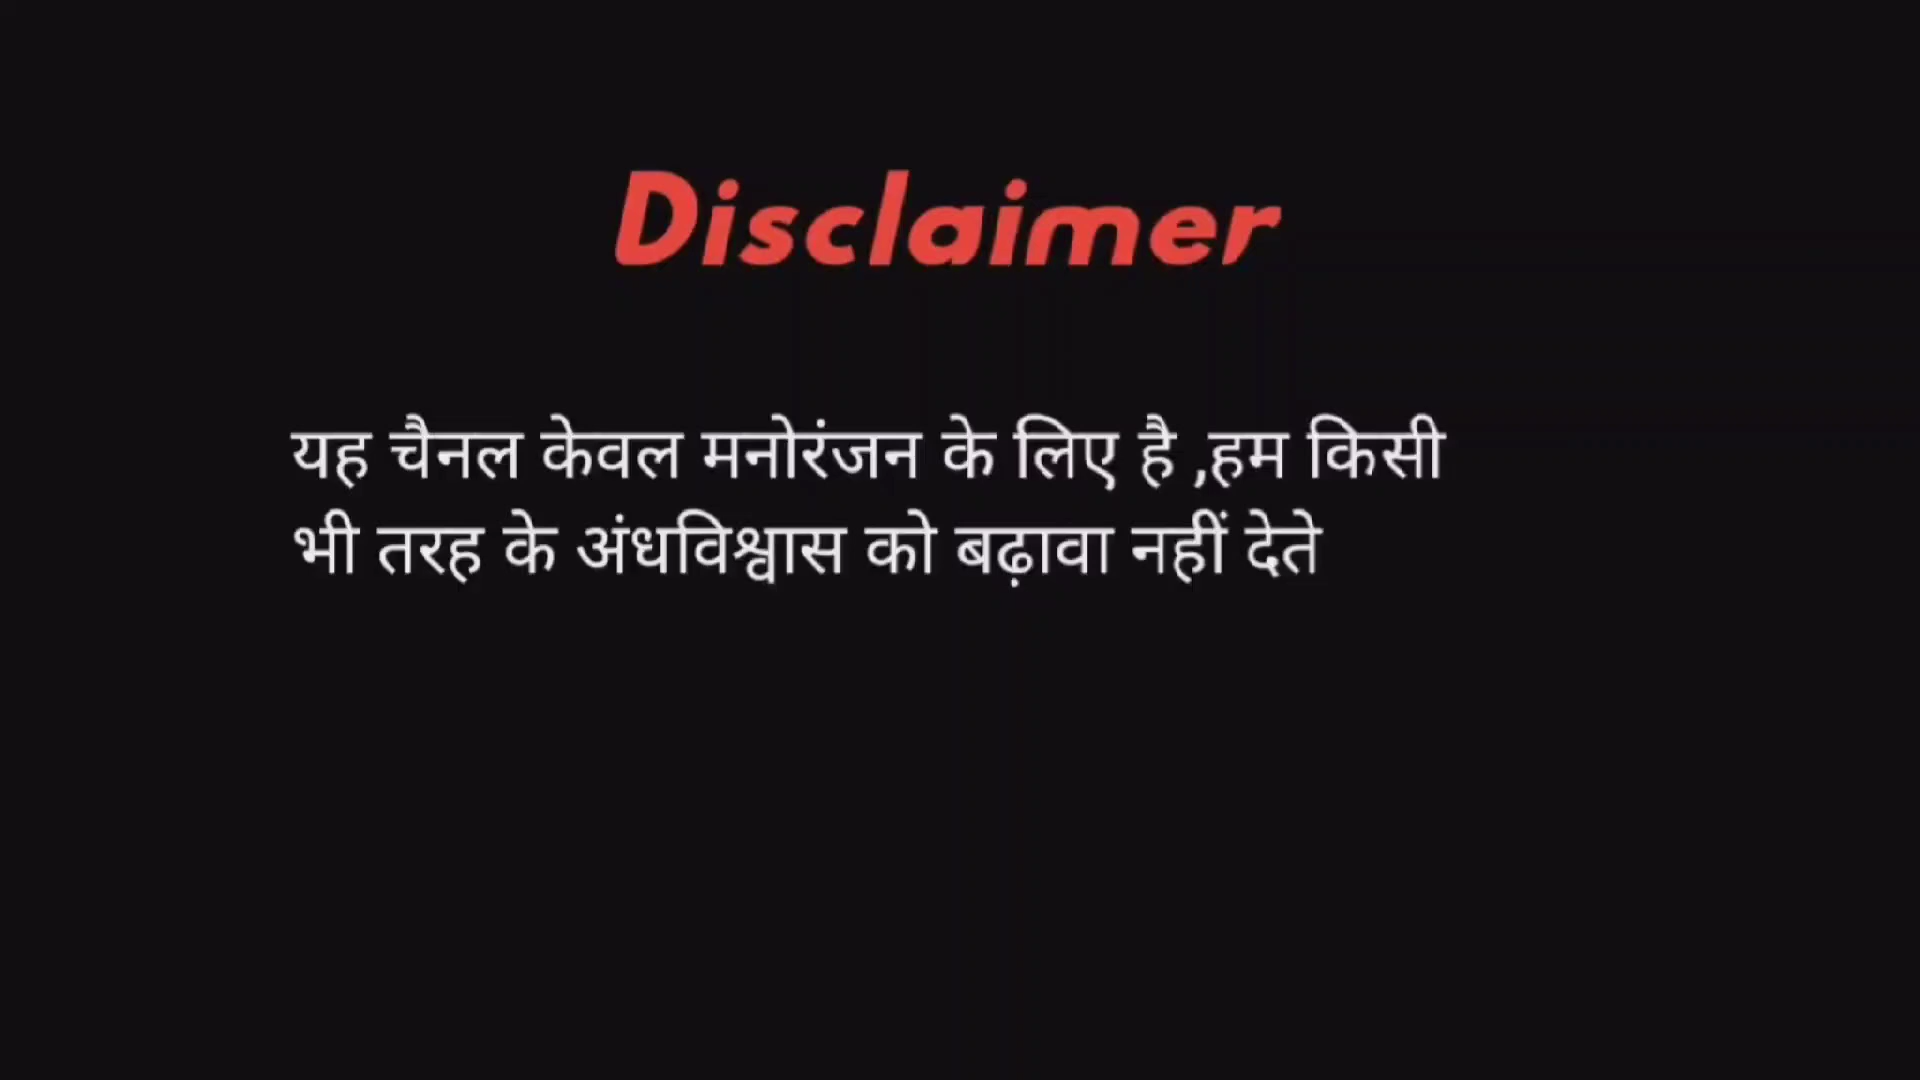 Disclaimer
यह चैनल केवल मनोरंजन के लिए है ,हम किसी
भी तरह के अंधविश्वास को बढ़ावा नहीं देते